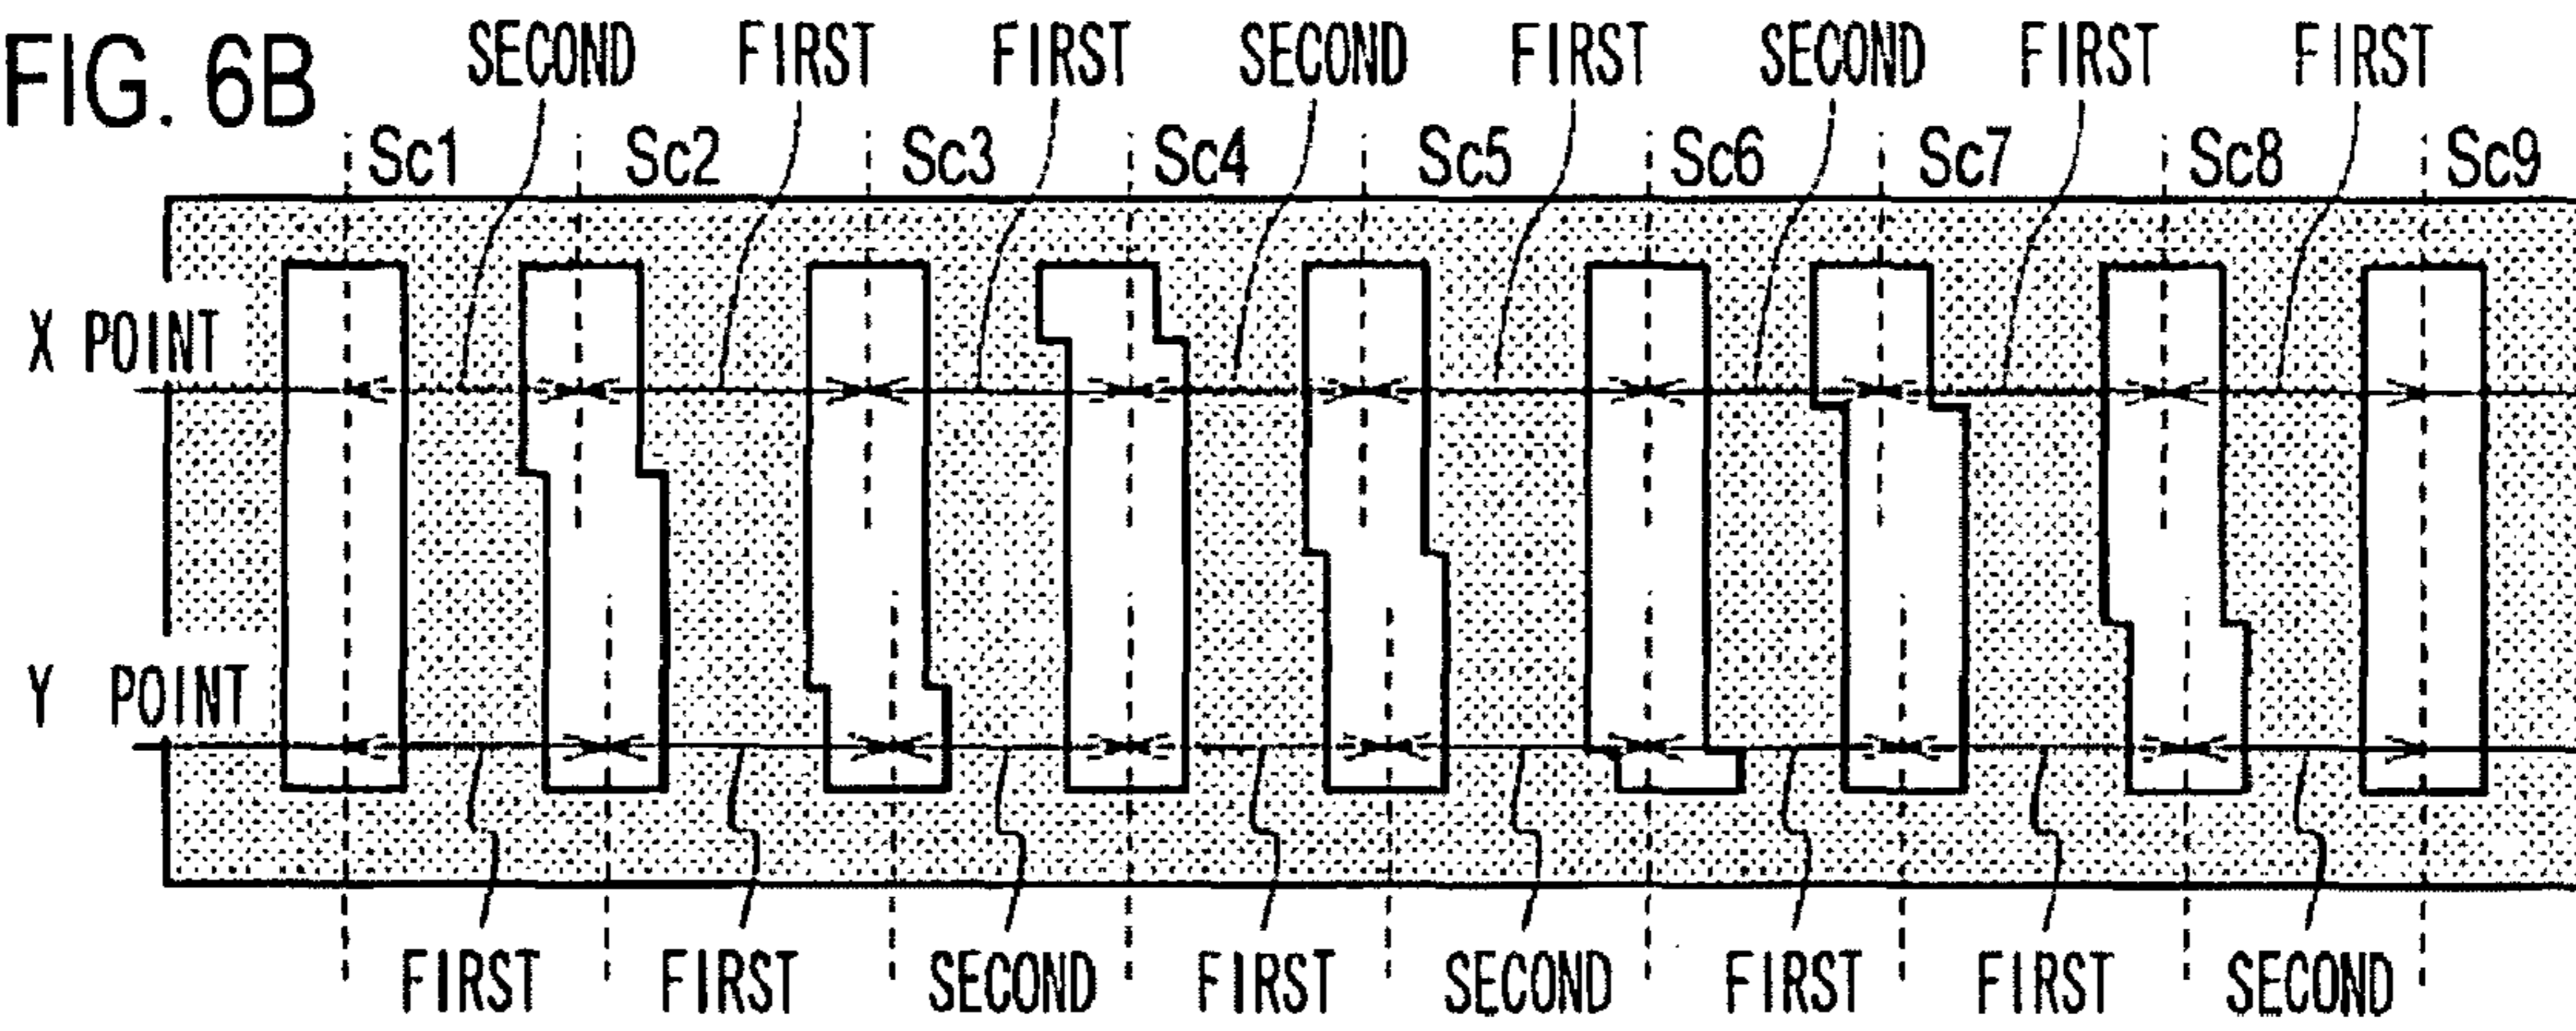 FIG. 6B
SECOND FIRST FIRST SECOND FIRST SECOND FIRST FIRST
Sc1 Sc2 Sc3 Sc4 Sc5 Sc6 Sc7 Sc8 Sc9
X POINT
Y POINT
FIRST FIRST SECOND FIRST SECOND FIRST FIRST SECOND